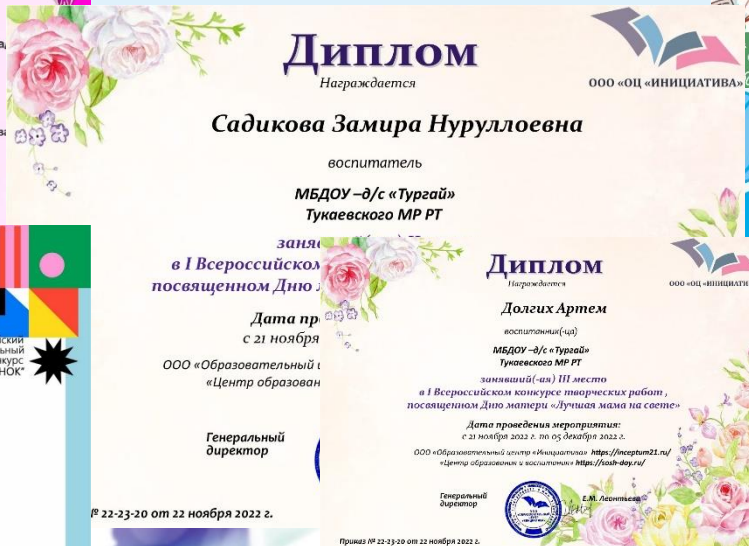 Диплом
Награждается
ООО «ОЦ «ИНИЦИАТИВА»
Садикова Замира Нуруллоевна
воспитатель
МБДОУ –д/с «Тургай»
Тукаевского МР РТ
в I Всероссийском
посвященном Дню
Дата
с 21 ноября
ООО «Образовательный
«Центр
Генеральный
директор
№ 22-23-20 от 22 ноября 2022 г.
Диплом
Награждается
ООО «ОЦ «ИНИЦИАТИ
Долгих Артем
воспитанник(-ца)
МБДОУ –д/с «Тургай»
Тукаевского МР РТ
занявший(-ая) III место
в I Всероссийском конкурсе творческих работ ,
посвященном Дню матери «Лучшая мама на свете»
Дата проведения мероприятия:
с 21 ноября 2022 г. по 05 декабря 2022 г.
ООО «Образовательный центр «Инициатива» https://inceptum21.ru/
«Центр образования и воспитания» https://sosh-day.ru/
Генеральный
директор
Е.М. Леонтьева
Приказ № 22-23-20 от 22 ноября 2022 г.